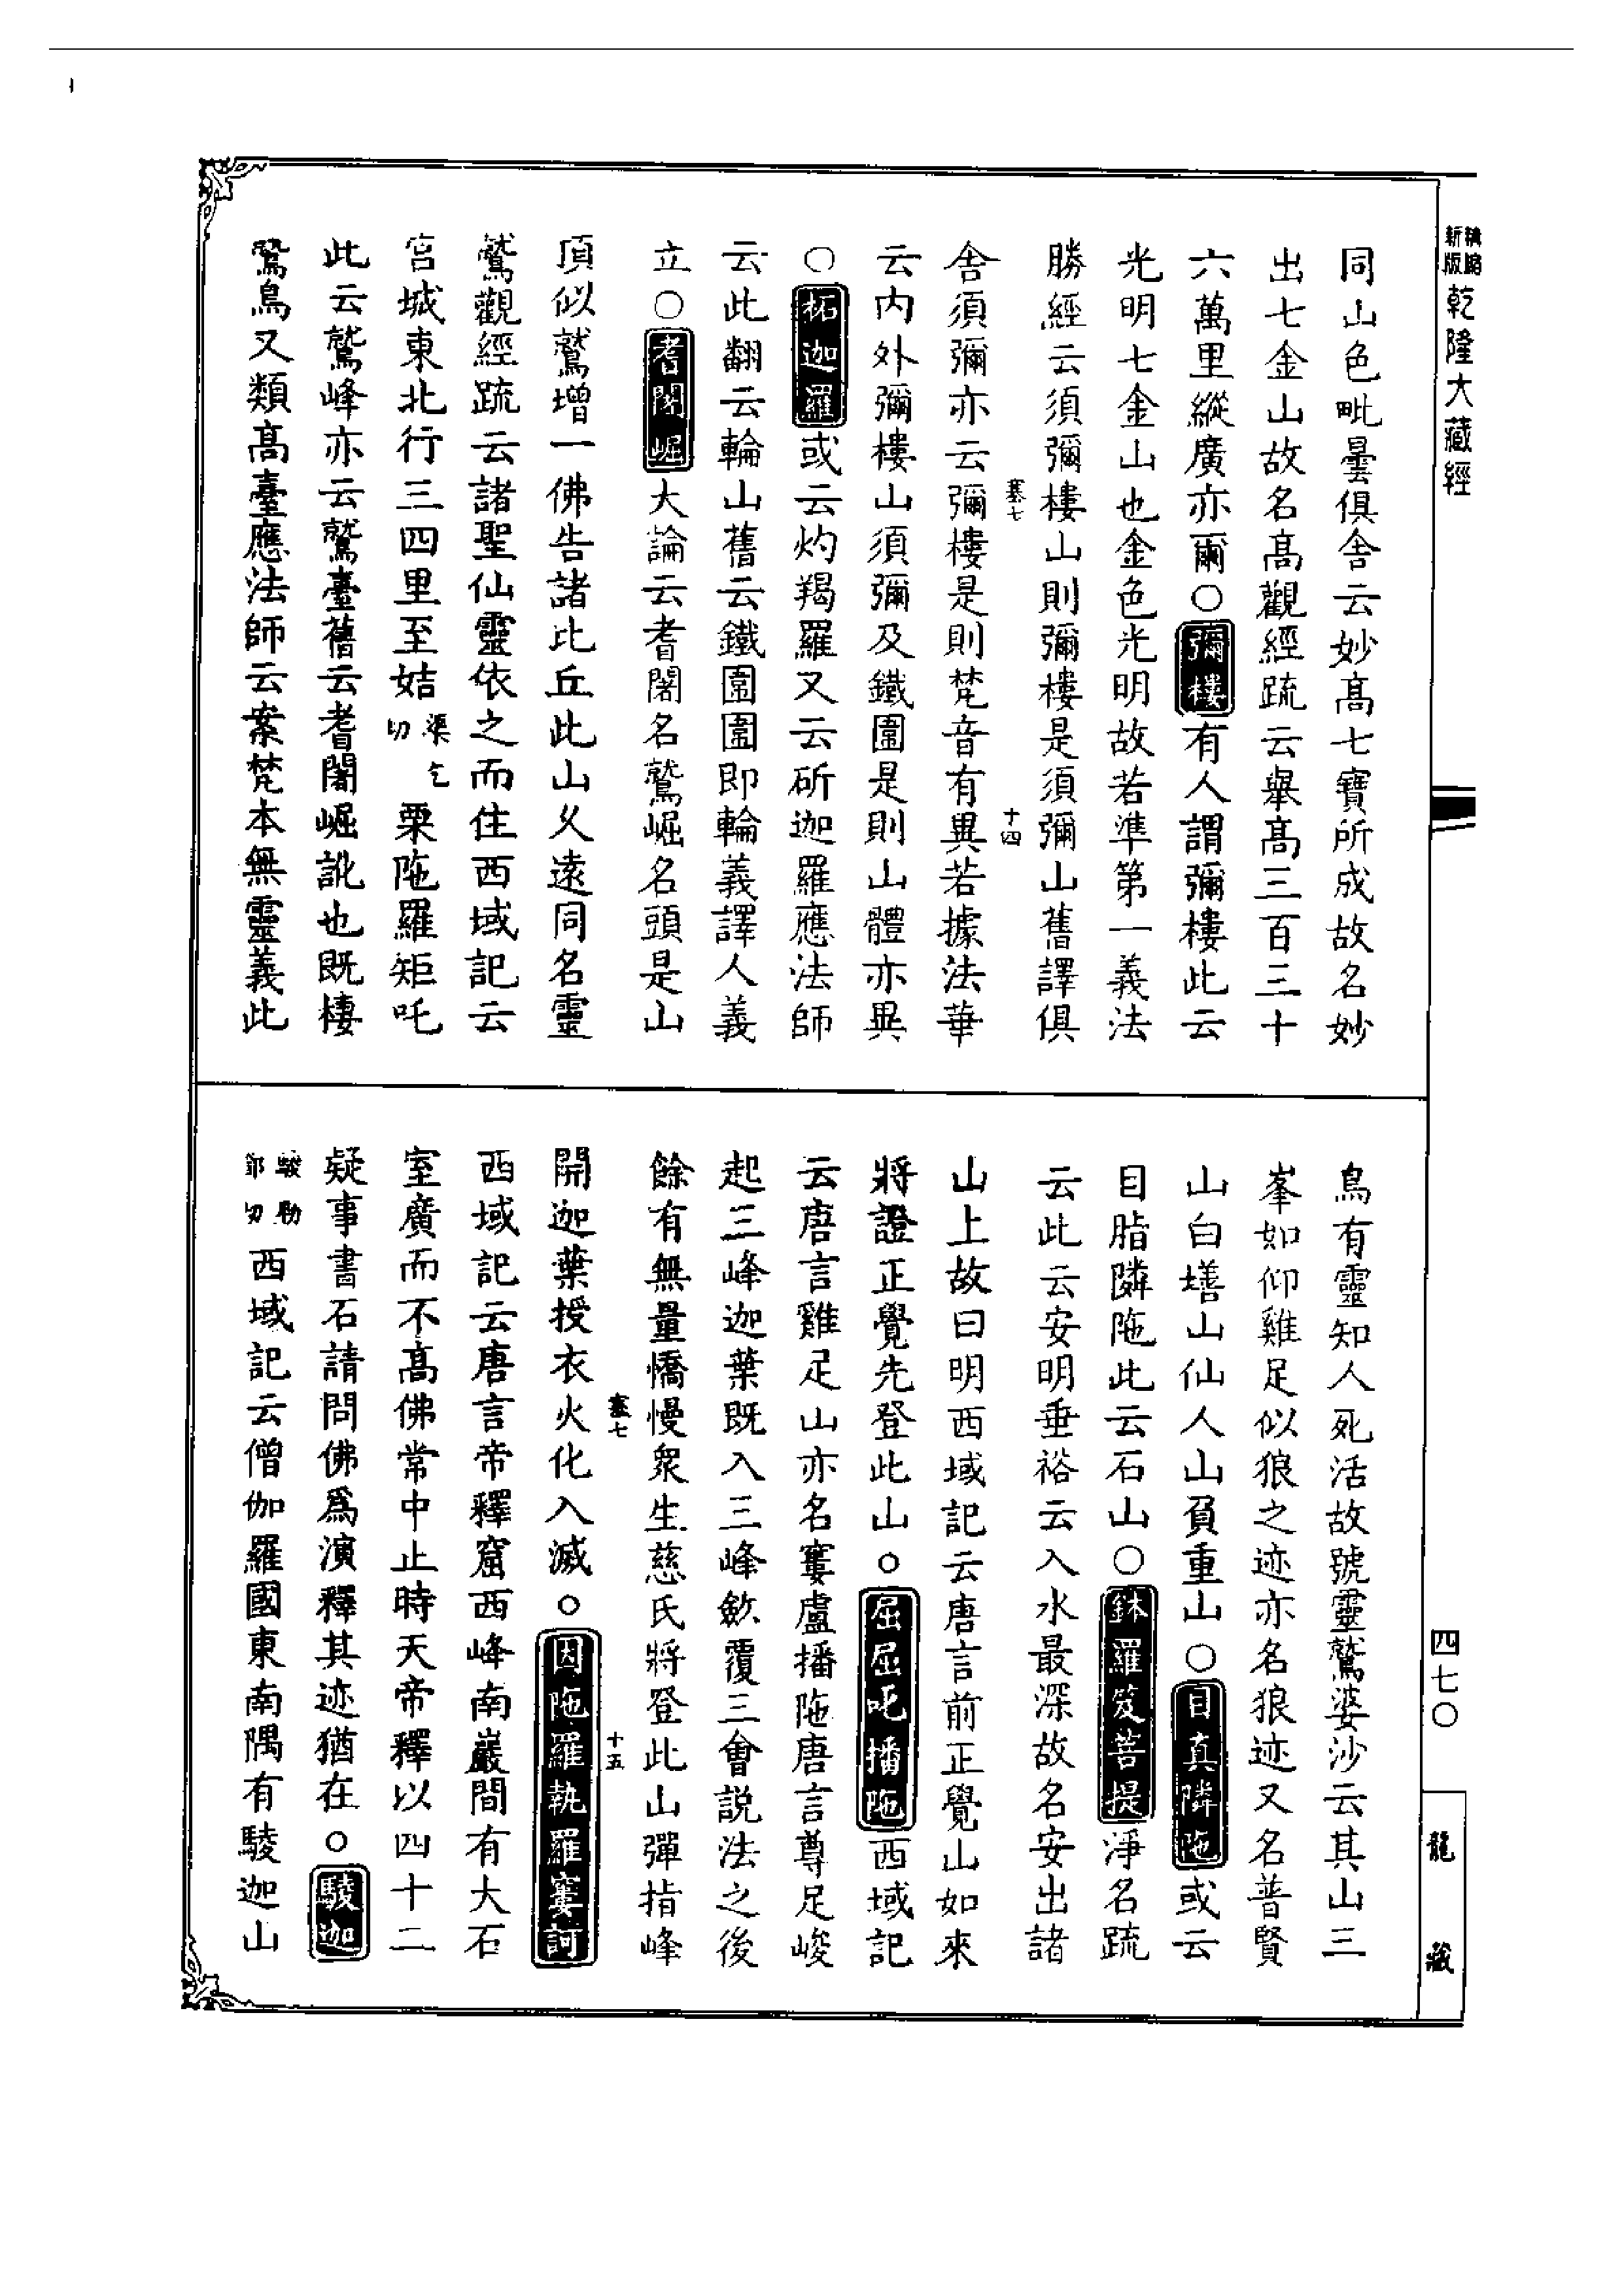 新版
精縮
乾隆大藏經
同山色毗曇俱舍云妙髙七寶所成故名妙
出七金山故名髙觀經疏云舉髙三百三十
六萬里縱廣亦爾○彌樓有人謂彌樓此云
光明七金山也金色光明故若準第一義法
勝經云須彌樓山則彌樓是須彌山舊譯俱
塞七
十四
舍須彌亦云彌樓是則梵音有異若據法華
云内外彌樓山須彌及鐵圍是則山體亦異
○柘迦羅或云灼羯羅又云斫迦羅應法師
云此翻云輪山舊云鐵圍圍即輪義譯人義
立○耆闍崛大論云耆闍名鷲崛名頭是山
頂似鷲增一佛告諸比丘此山久遠同名靈
鷲觀經疏云諸聖仙靈依之而住西域記云
宮城東北行三四里至姞渠乞切栗陁羅矩吒
此云鷲峰亦云鷲臺舊云耆闍崛訛也既棲
鷲鳥又類髙臺應法師云案梵本無靈義此
鳥有靈知人死活故號靈鷲婆沙云其山三
峯如仰雞足似狼之迹亦名狼迹又名普賢
山白墡山仙人山負重山○目真隣陁或云
目脂隣陁此云石山○鉢羅笈菩提淨名疏
云此云安明垂裕云入水最深故名安出諸
山上故曰明西域記云唐言前正覺山如來
將證正覺先登此山○屈屈吒播陁西域記
云唐言雞足山亦名窶盧播陁唐言尊足峻
起三峰迦葉既入三峰斂覆三會説法之後
餘有無量憍慢衆生慈氏將登此山彈指峰
塞七
十五
開迦葉授衣火化入滅○因陁羅執羅窶訶
西域記云唐言帝釋窟西峰南巖間有大石
室廣而不髙佛常中止時天帝釋以四十二
疑事書石請問佛爲演釋其迹猶在○駿迦
駿勒鄧切西域記云僧伽羅國東南隅有駿迦山
四七〇
龍藏